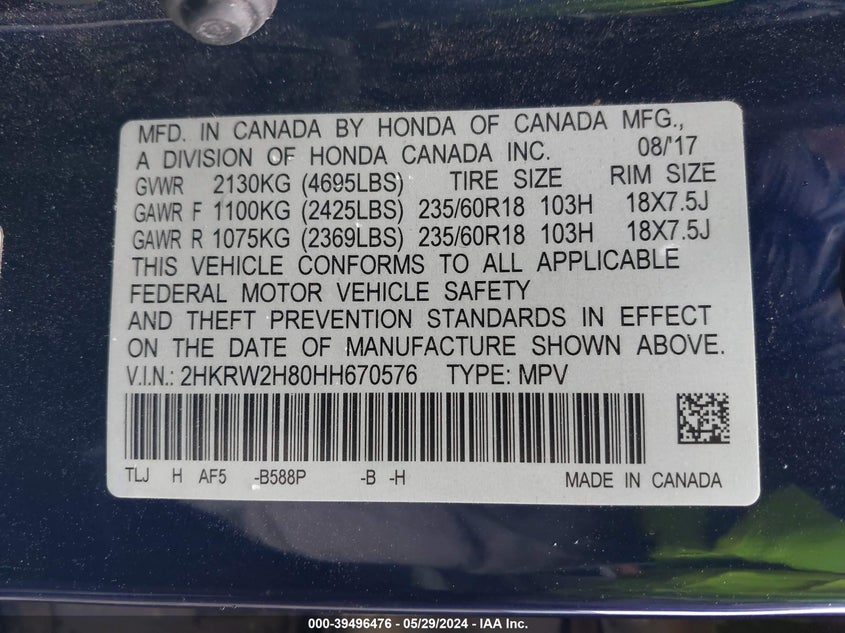 MFD. IN CANADA BY HONDA OF CANADA MFG.,
A DIVISION OF HONDA CANADA INC. 08/'17
GVWR 2130KG (4695LBS) TIRE SIZE RIM SIZE
GAWR F 1100KG (2425LBS) 235/60R18 103H 18X7.5J
GAWR R 1075KG (2369LBS) 235/60R18 103H 18X7.5J
THIS VEHICLE CONFORMS TO ALL APPLICABLE
FEDERAL MOTOR VEHICLE SAFETY
AND THEFT PREVENTION STANDARDS IN EFFECT
ON THE DATE OF MANUFACTURE SHOWN ABOVE.
V.I.N.: 2HKRW2H80HH670576 TYPE: MPV
TLJ H AF5 -B588P -B -H MADE IN CANADA
000-39496476 - 05/29/2024 - IAA Inc.